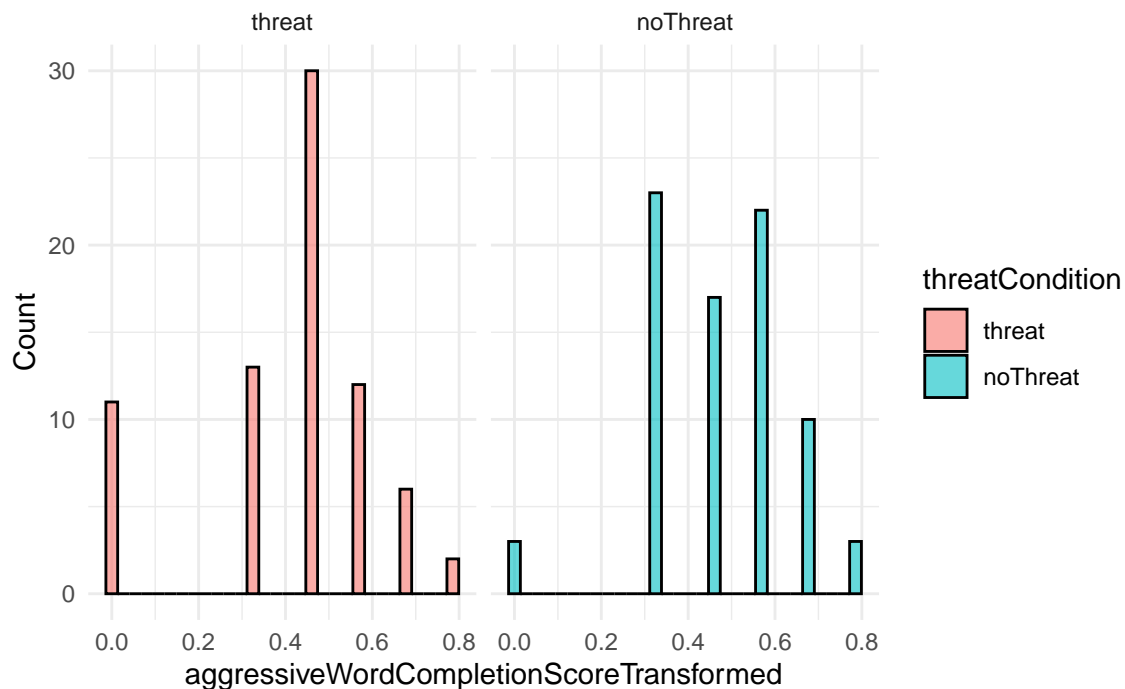 threat noThreat
30
20
10
0
Count
0.0 0.2 0.4 0.6 0.8 0.0 0.2 0.4 0.6 0.8
aggressiveWordCompletionScoreTransformed
threatCondition
threat
noThreat